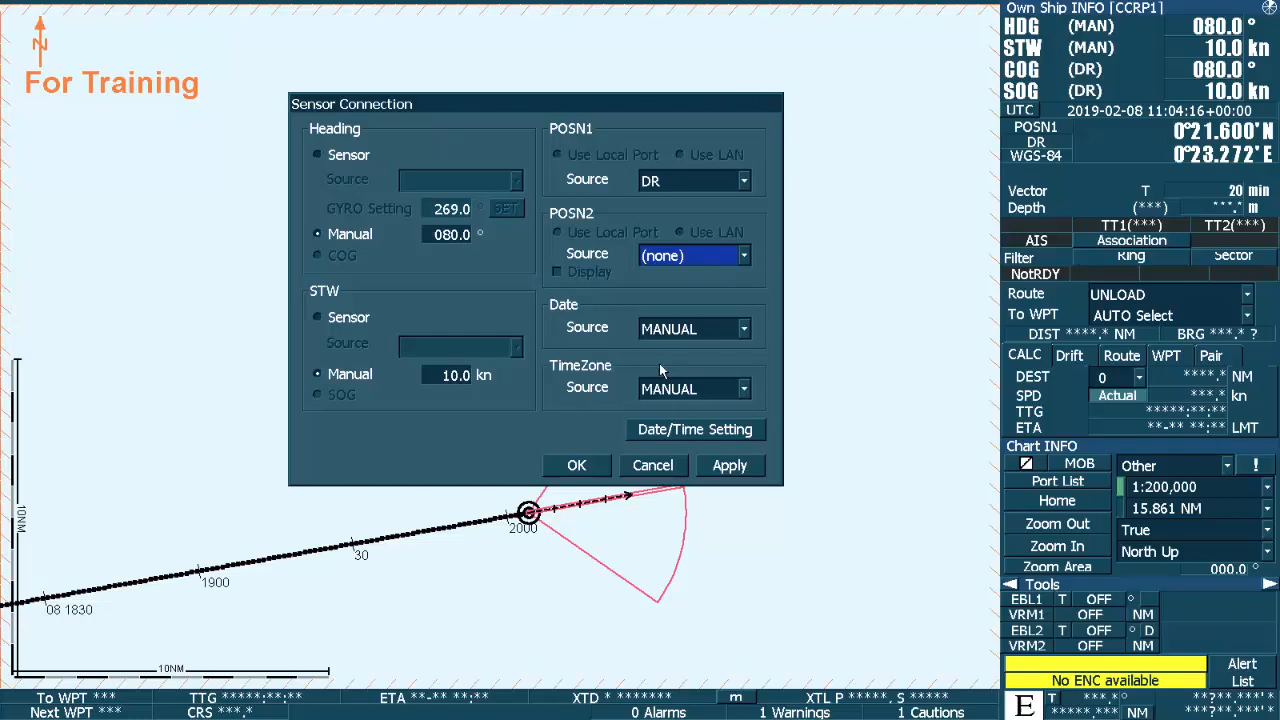 N
For Training
Sensor Connection
Heading
Sensor
Source
GYRO Setting 269.0 ° SET
Manual 080.0 °
COG
STW
Sensor
Source
Manual 10.0 kn
SOG
POSN1
Use Local Port Use LAN
Source DR
POSN2
Use Local Port Use LAN
Source (none)
Display
Date
Source MANUAL
TimeZone
Source MANUAL
Date/Time Setting
OK Cancel Apply
2000
30
1900
08 1830
10NM
10NM
Own Ship INFO [CCRP1]
HDG (MAN) 080.0 °
STW (MAN) 10.0 kn
COG (DR) 080.0 °
SOG (DR) 10.0 kn
UTC 2019-02-08 11:04:16+00:00
POSN1 0°21.600'N
DR
WGS-84 0°23.272'E
Vector T 20 min
Depth (***) ***.* m
TT1(***) TT2(***)
AIS Association
Filter Ring Sector
NotRDY
Route UNLOAD
To WPT AUTO Select
DIST ****.* NM BRG ***.* ?
CALC Drift Route WPT Pair
DEST 0 ****.* NM
SPD Actual ***.* kn
TTG *****:**:**
ETA **-** **:** LMT
Chart INFO
MOB Other !
Port List 1:200,000
Home 15.861 NM
Zoom Out True
Zoom In North Up
Zoom Area 000.0 °
Tools
EBL1 T OFF °
VRM1 OFF NM
EBL2 T OFF ° D
VRM2 OFF NM
No ENC available
Alert
List
To WPT *** TTG *****:**:** ETA **-** **:** XTD * ******* m XTL P *****, S *****
Next WPT *** CRS ***.* 0 Alarms 1 Warnings 1 Cautions
E T ***.*° **?**.**'*
*****.*** NM **?**.**'*